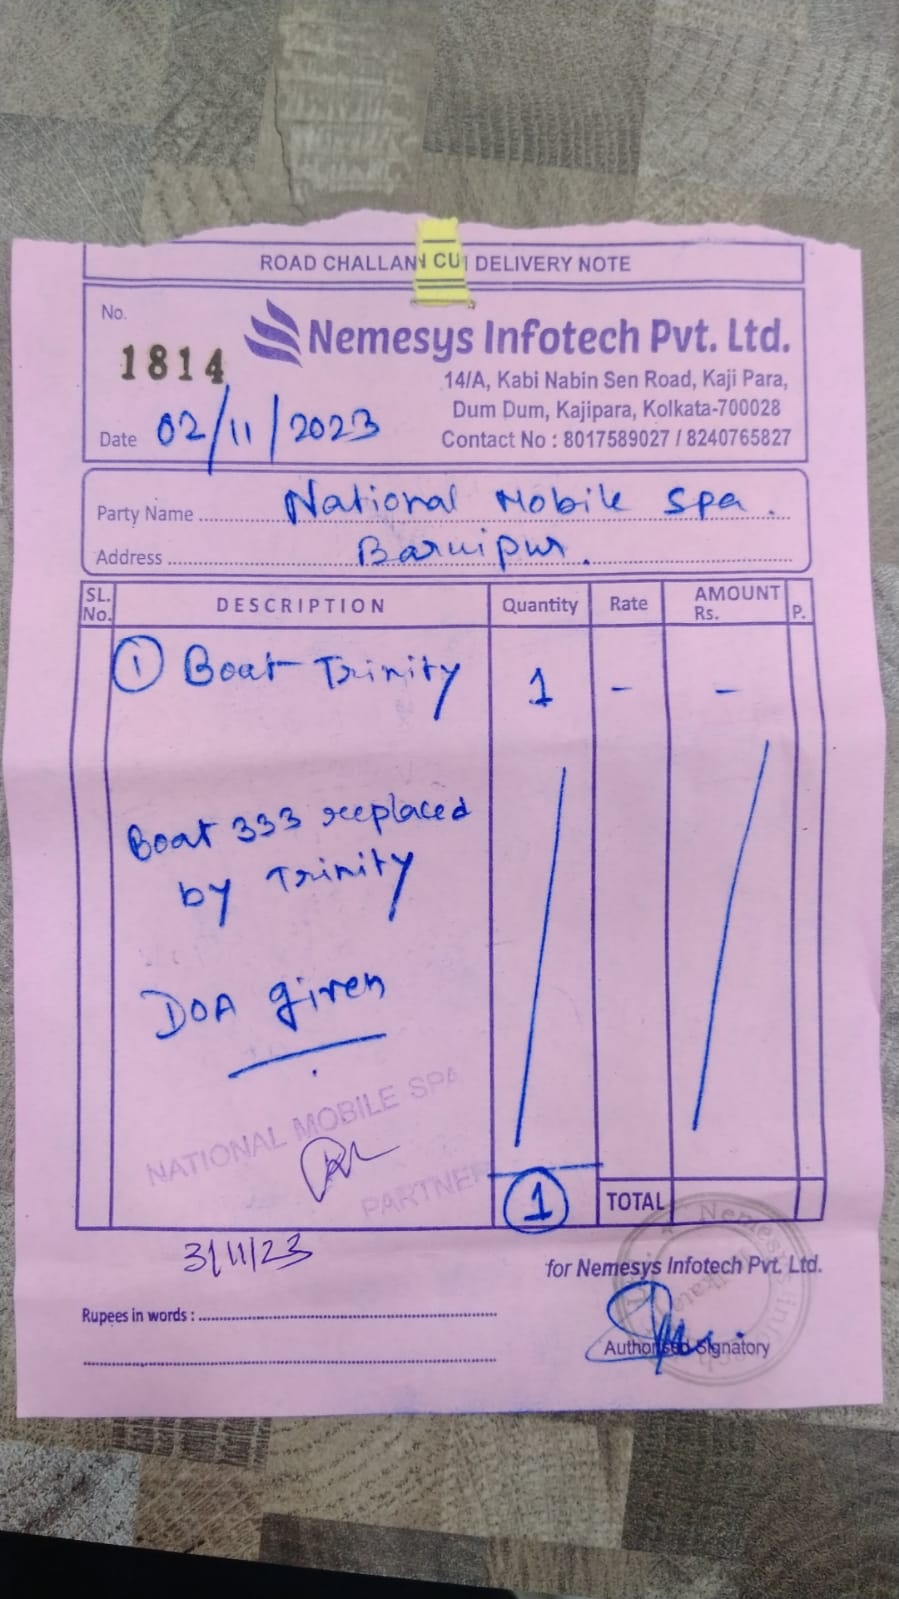 ROAD CHALLAN CUM DELIVERY NOTE
No.
1814
Nemesys Infotech Pvt. Ltd.
14/A, Kabi Nabin Sen Road, Kaji Para,
Dum Dum, Kajipara, Kolkata-700028
Contact No : 8017589027 / 8240765827
Date 02/11/2023
Party Name National Mobile Spa.
Address Baruipur.
SL. No. DESCRIPTION Quantity Rate AMOUNT Rs. P.
1 Boat Trinity 1 - -
Boat 333 replaced
by Trinity
DOA given
NATIONAL MOBILE SPA
PARTNER
1 TOTAL
3/11/23
for Nemesys Infotech Pvt. Ltd.
Rupees in words :
Authorised Signatory